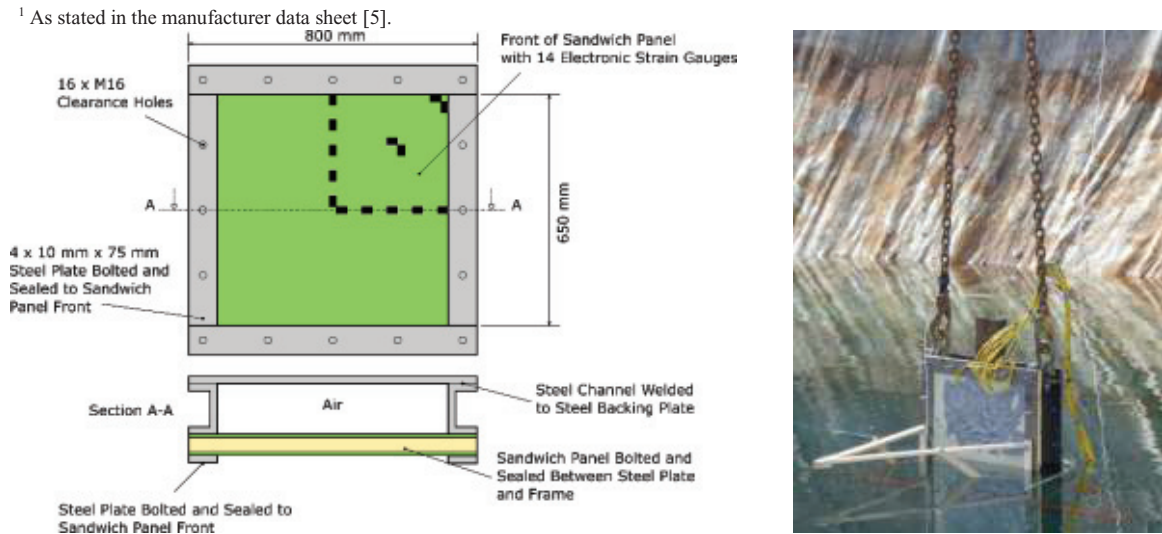 ¹ As stated in the manufacturer data sheet [5].
800 mm
Front of Sandwich Panel
with 14 Electronic Strain Gauges
16 x M16
Clearance Holes
A
A
650 mm
4 x 10 mm x 75 mm
Steel Plate Bolted and
Sealed to Sandwich
Panel Front
Section A-A
Air
Steel Channel Welded
to Steel Backing Plate
Sandwich Panel Bolted and
Sealed Between Steel Plate
and Frame
Steel Plate Bolted and Sealed to
Sandwich Panel Front